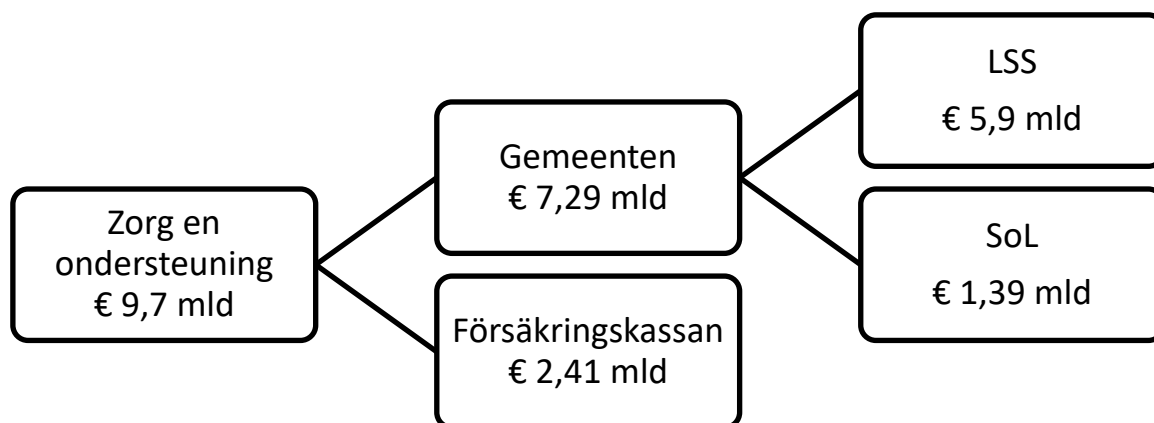 Zorg en
ondersteuning
€ 9,7 mld
Gemeenten
€ 7,29 mld
Försäkringskassan
€ 2,41 mld
LSS
€ 5,9 mld
SoL
€ 1,39 mld